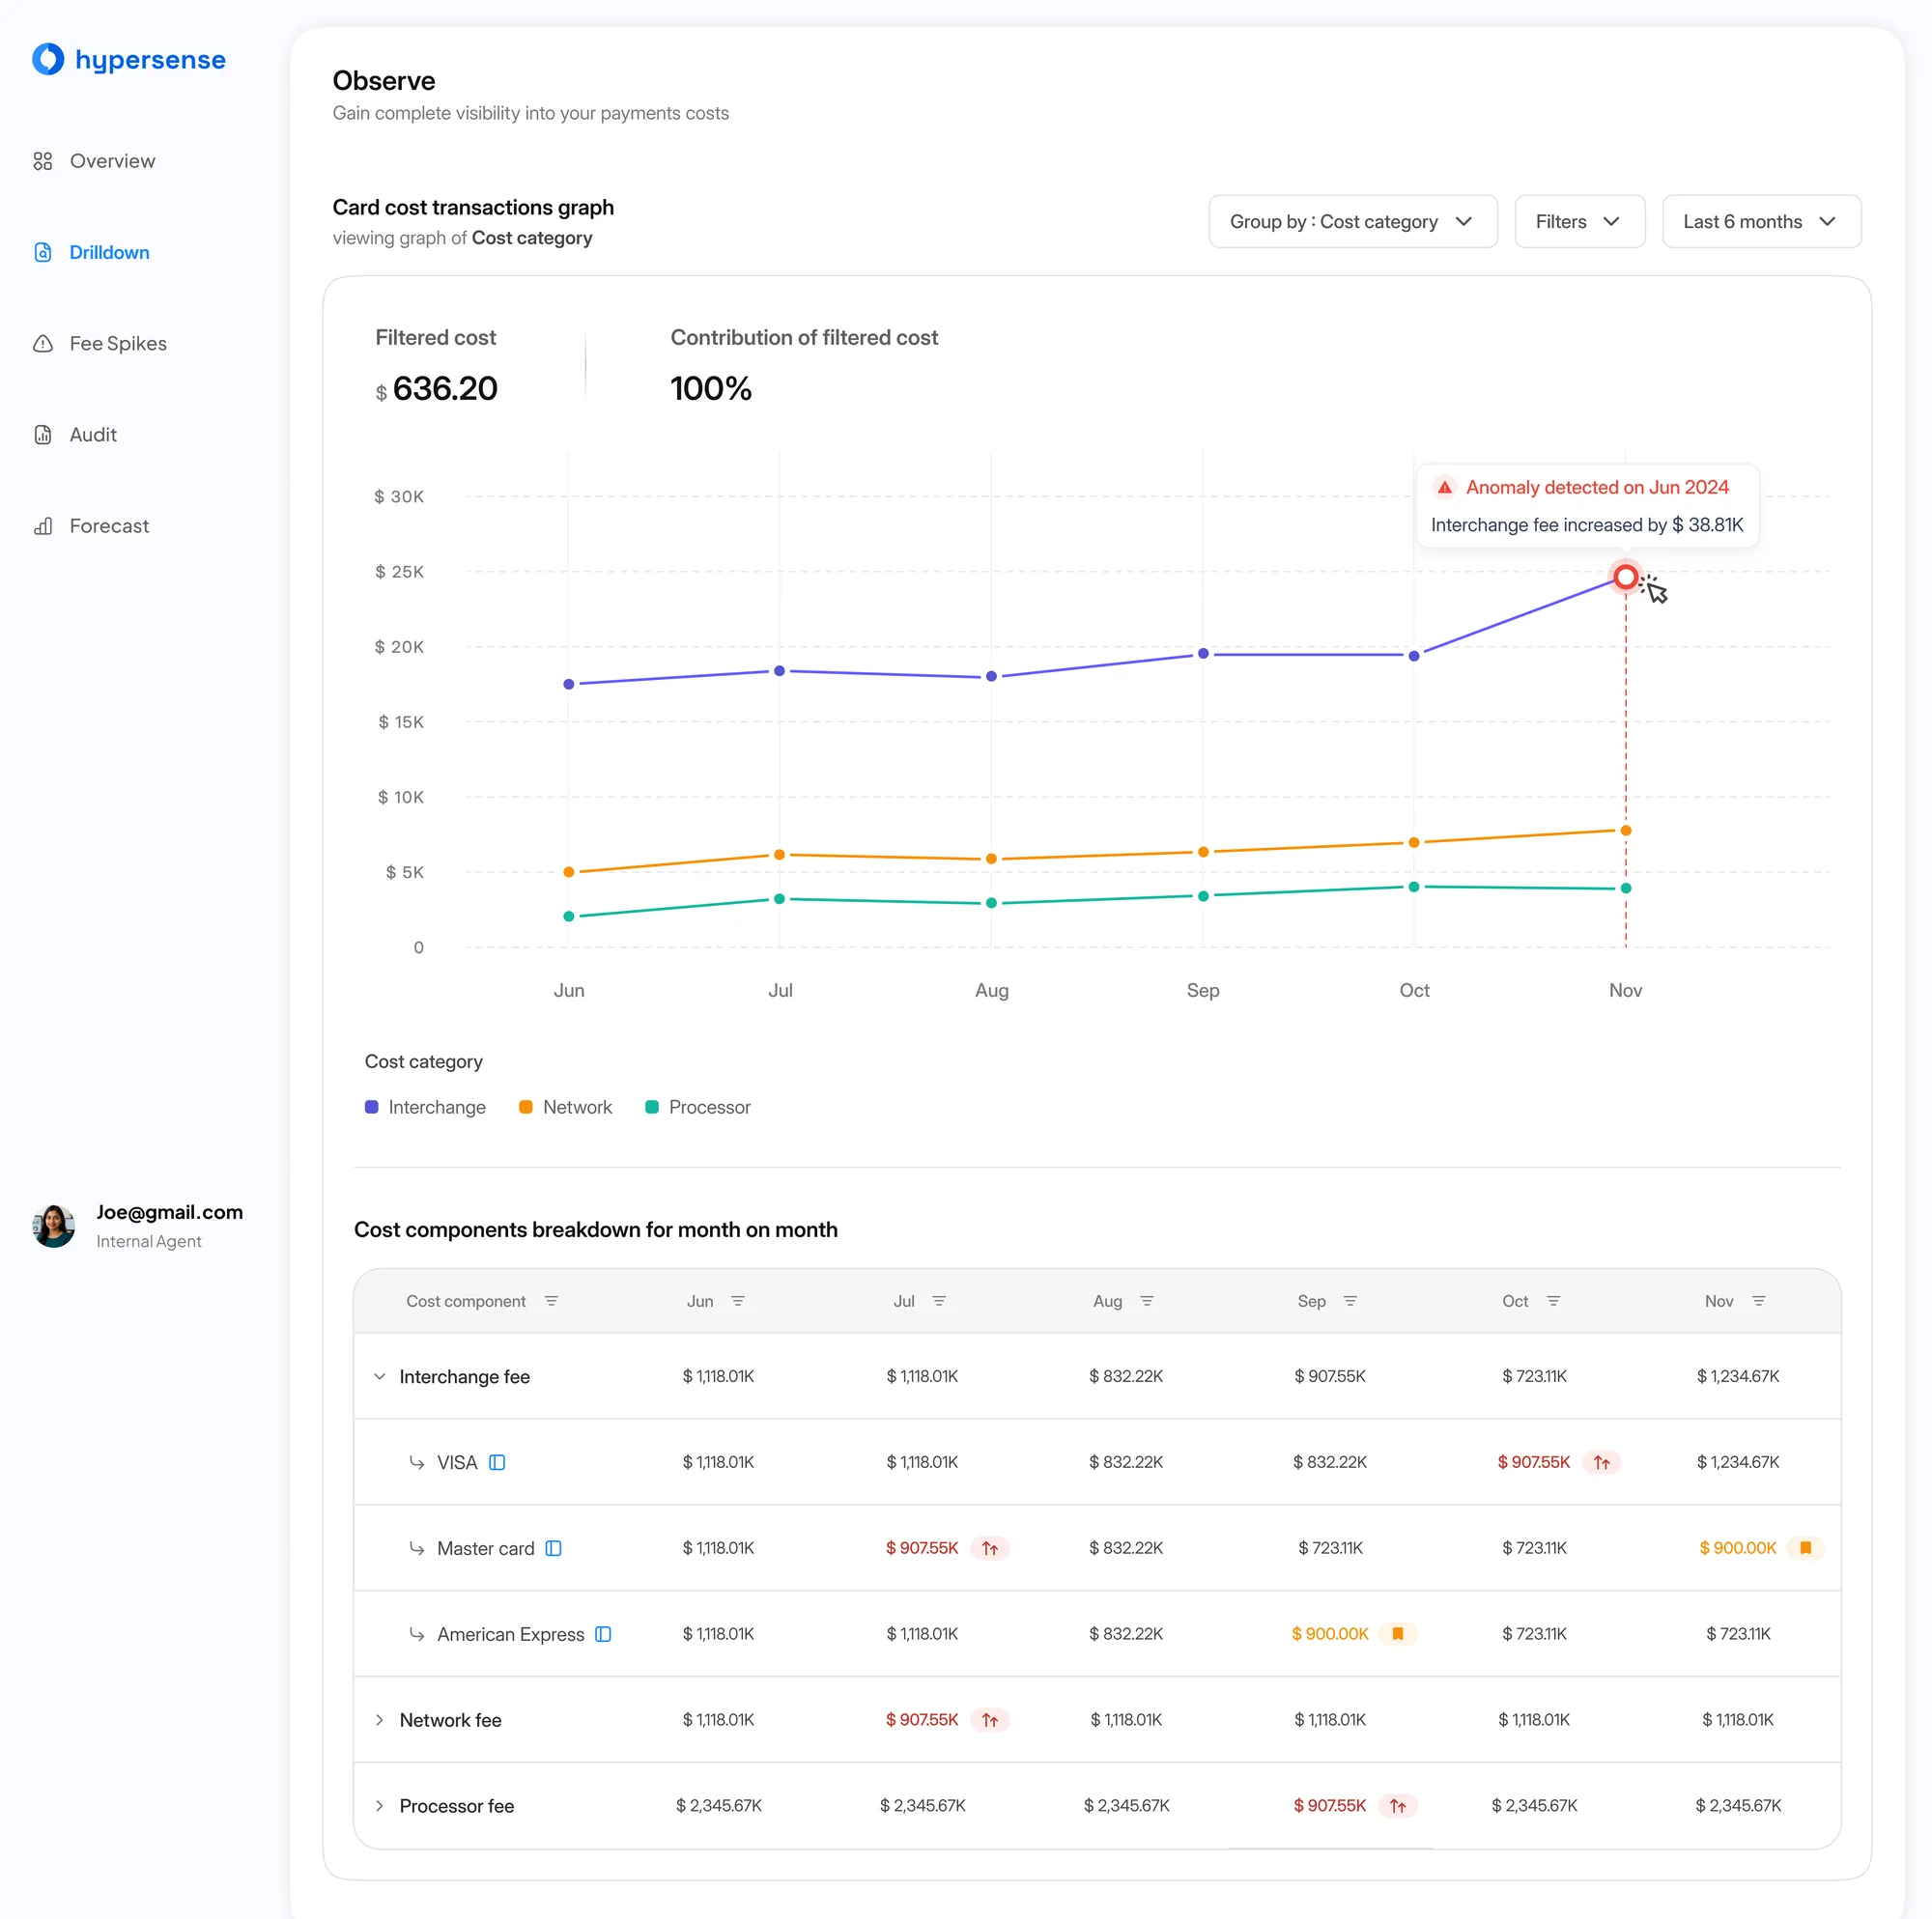 hypersense
Overview
Drilldown
Fee Spikes
Audit
Forecast
Joe@gmail.com
Internal Agent
Observe
Gain complete visibility into your payments costs
Card cost transactions graph
viewing graph of Cost category
Group by : Cost category
Filters
Last 6 months
Filtered cost
$ 636.20
Contribution of filtered cost
100%
$ 30K
$ 25K
$ 20K
$ 15K
$ 10K
$ 5K
0
Anomaly detected on Jun 2024
Interchange fee increased by $ 38.81K
Jun Jul Aug Sep Oct Nov
Cost category
Interchange Network Processor
Cost components breakdown for month on month
Cost component Jun Jul Aug Sep Oct Nov
Interchange fee $ 1,118.01K $ 1,118.01K $ 832.22K $ 907.55K $ 723.11K $ 1,234.67K
VISA $ 1,118.01K $ 1,118.01K $ 832.22K $ 832.22K $ 907.55K $ 1,234.67K
Master card $ 1,118.01K $ 907.55K $ 832.22K $ 723.11K $ 723.11K $ 900.00K
American Express $ 1,118.01K $ 1,118.01K $ 832.22K $ 900.00K $ 723.11K $ 723.11K
Network fee $ 1,118.01K $ 907.55K $ 1,118.01K $ 1,118.01K $ 1,118.01K $ 1,118.01K
Processor fee $ 2,345.67K $ 2,345.67K $ 2,345.67K $ 907.55K $ 2,345.67K $ 2,345.67K